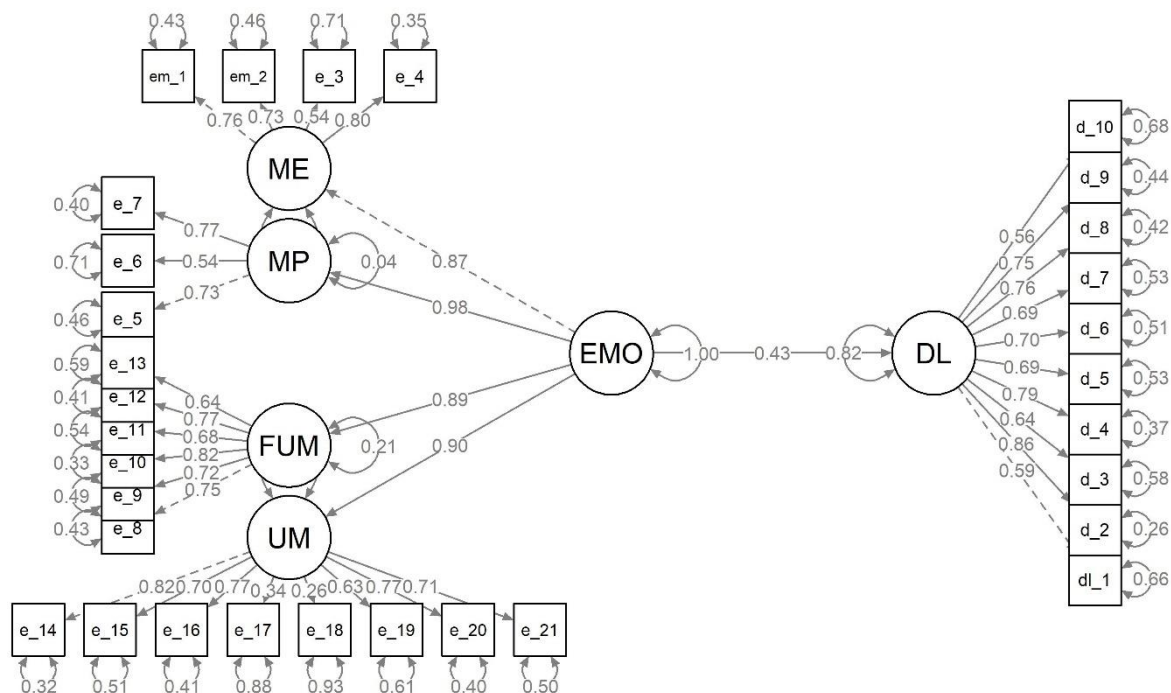 0.43 0.46 0.71 0.35
em_1 em_2 e_3 e_4
0.76 0.73 0.54 0.80
ME
e_7
0.40
0.77
MP
0.04
e_6
0.71
0.54
e_5
0.46
0.73
0.87
0.98
EMO
1.00
0.43
0.82
DL
0.89
0.90
e_13
0.59
0.64
e_12
0.41
0.77
e_11
0.54
0.68
e_10
0.33
0.82
e_9
0.49
0.72
e_8
0.43
0.75
FUM
0.21
UM
0.82 0.70 0.77 0.34 0.26 0.63 0.77 0.71
e_14 e_15 e_16 e_17 e_18 e_19 e_20 e_21
0.32 0.51 0.41 0.88 0.93 0.61 0.40 0.50
0.56
0.75
0.76
0.69
0.70
0.69
0.79
0.64
0.86
0.59
d_10 0.68
d_9 0.44
d_8 0.42
d_7 0.53
d_6 0.51
d_5 0.53
d_4 0.37
d_3 0.58
d_2 0.26
dl_1 0.66